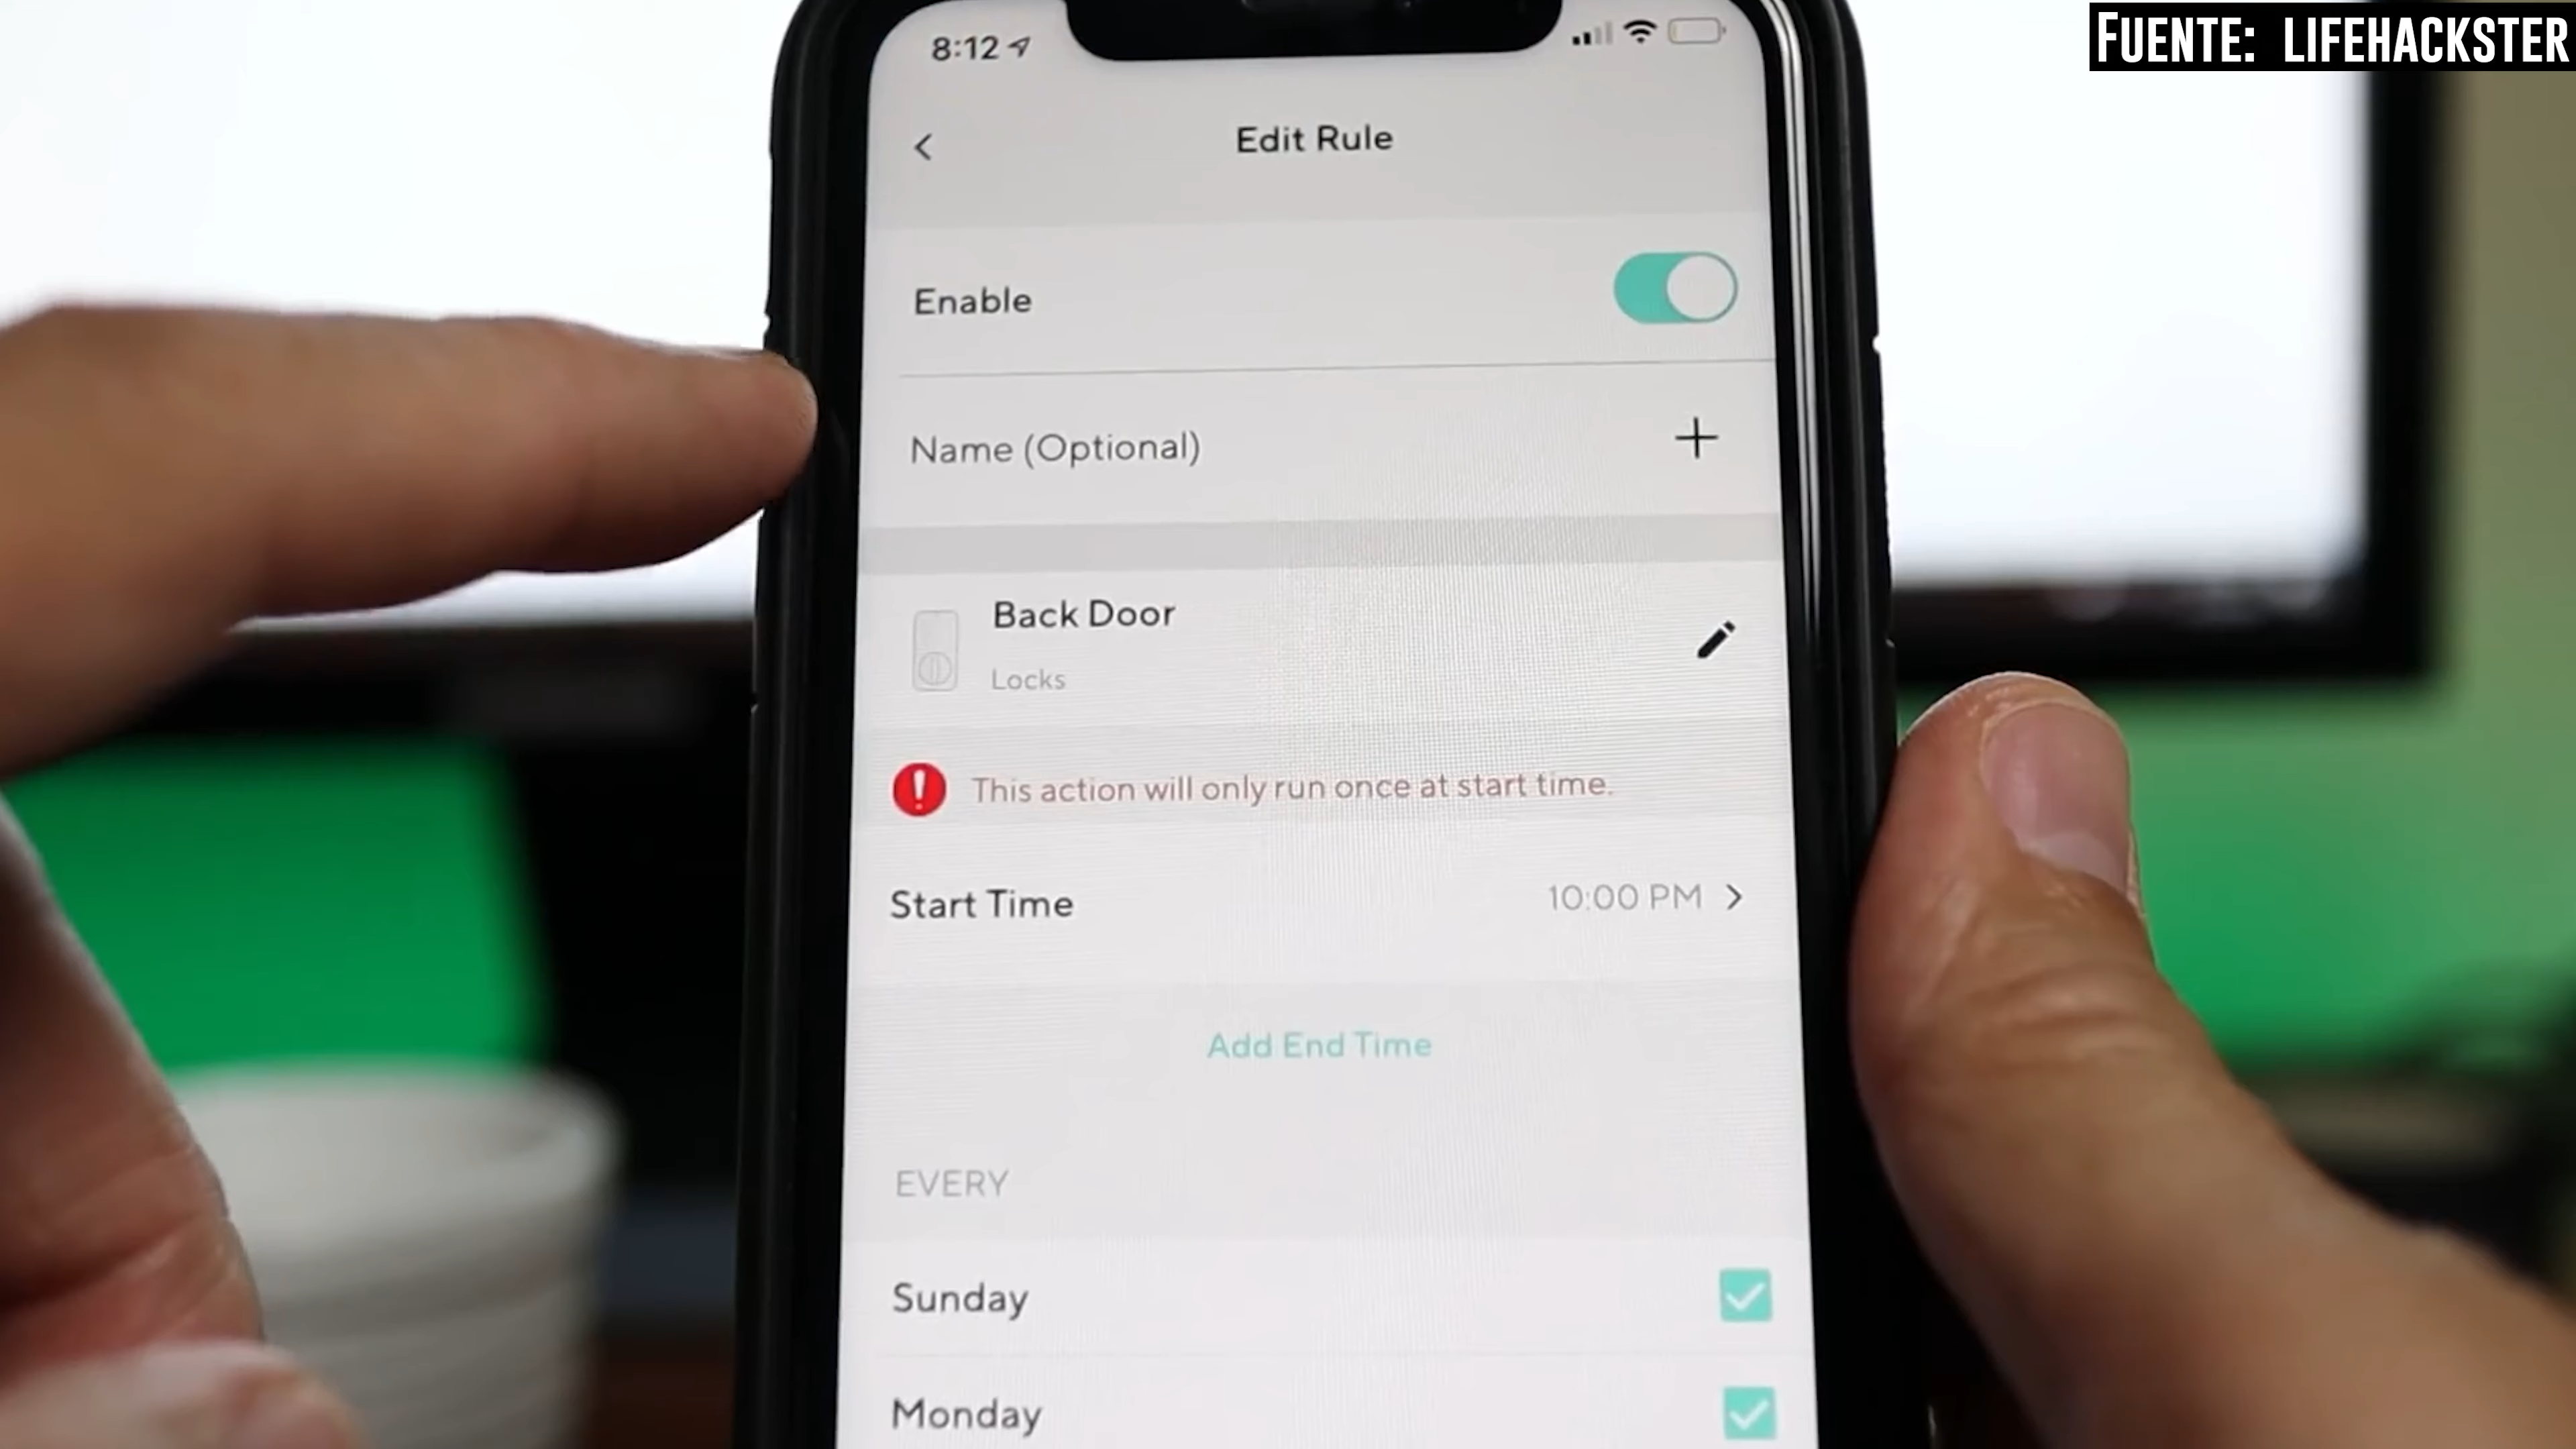 FUENTE: LIFEHACKSTER
8:12
Edit Rule
Enable
Name (Optional)
Back Door
Locks
This action will only run once at start time.
Start Time 10:00 PM
Add End Time
EVERY
Sunday
Monday